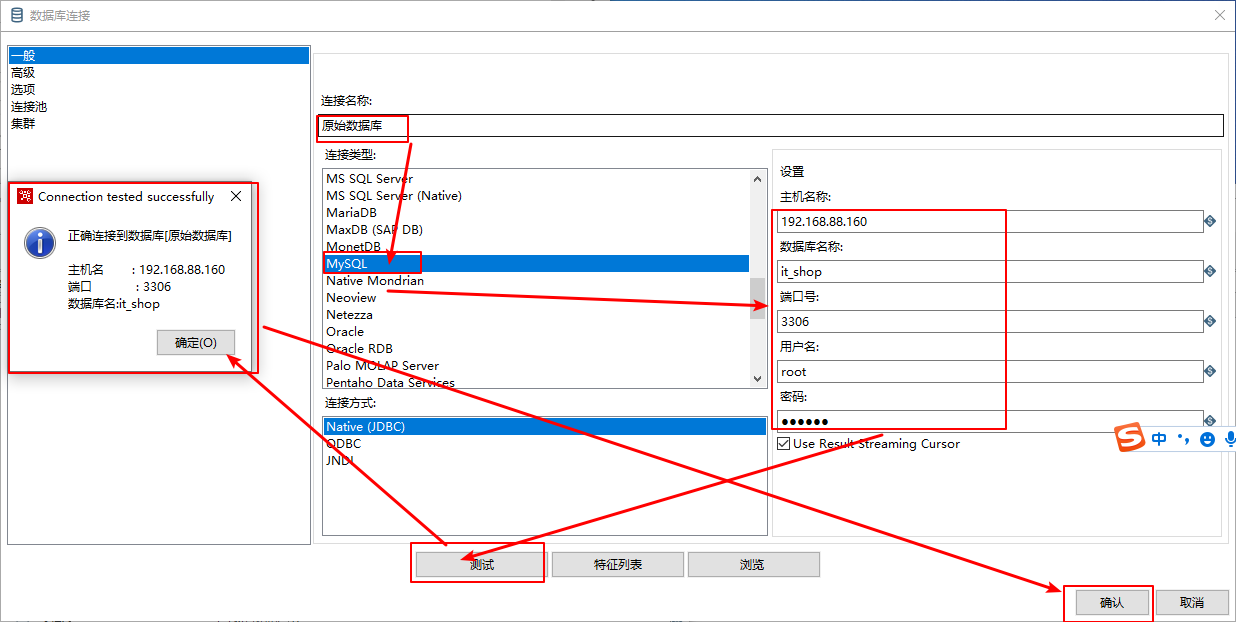 数据库连接
一般
高级
选项
连接池
集群
连接名称:
原始数据库
连接类型:
MS SQL Server
MS SQL Server (Native)
MariaDB
MaxDB (SAP DB)
MonetDB
MySQL
Native Mondrian
Neoview
Netezza
Oracle
Oracle RDB
Palo MOLAP Server
Pentaho Data Services
连接方式:
Native (JDBC)
ODBC
JNDI
设置
主机名称:
192.168.88.160
数据库名称:
it_shop
端口号:
3306
用户名:
root
密码:
●●●●●●
Use Result Streaming Cursor
Connection tested successfully
正确连接到数据库[原始数据库]
主机名 : 192.168.88.160
端口 : 3306
数据库名:it_shop
确定(O)
测试
特征列表
浏览
确认
取消
中